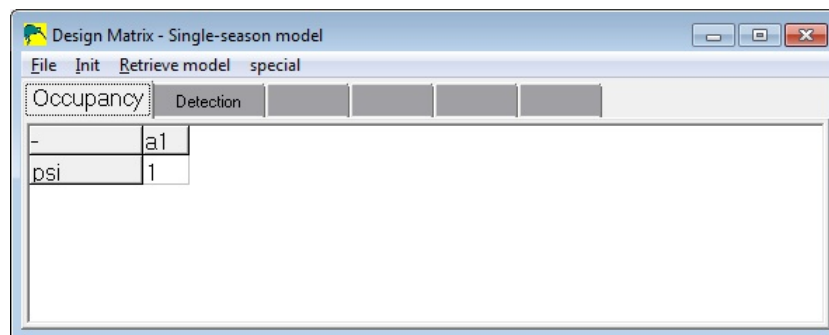 Design Matrix - Single-season model
File Init Retrieve model special
Occupancy Detection
- a1
psi 1